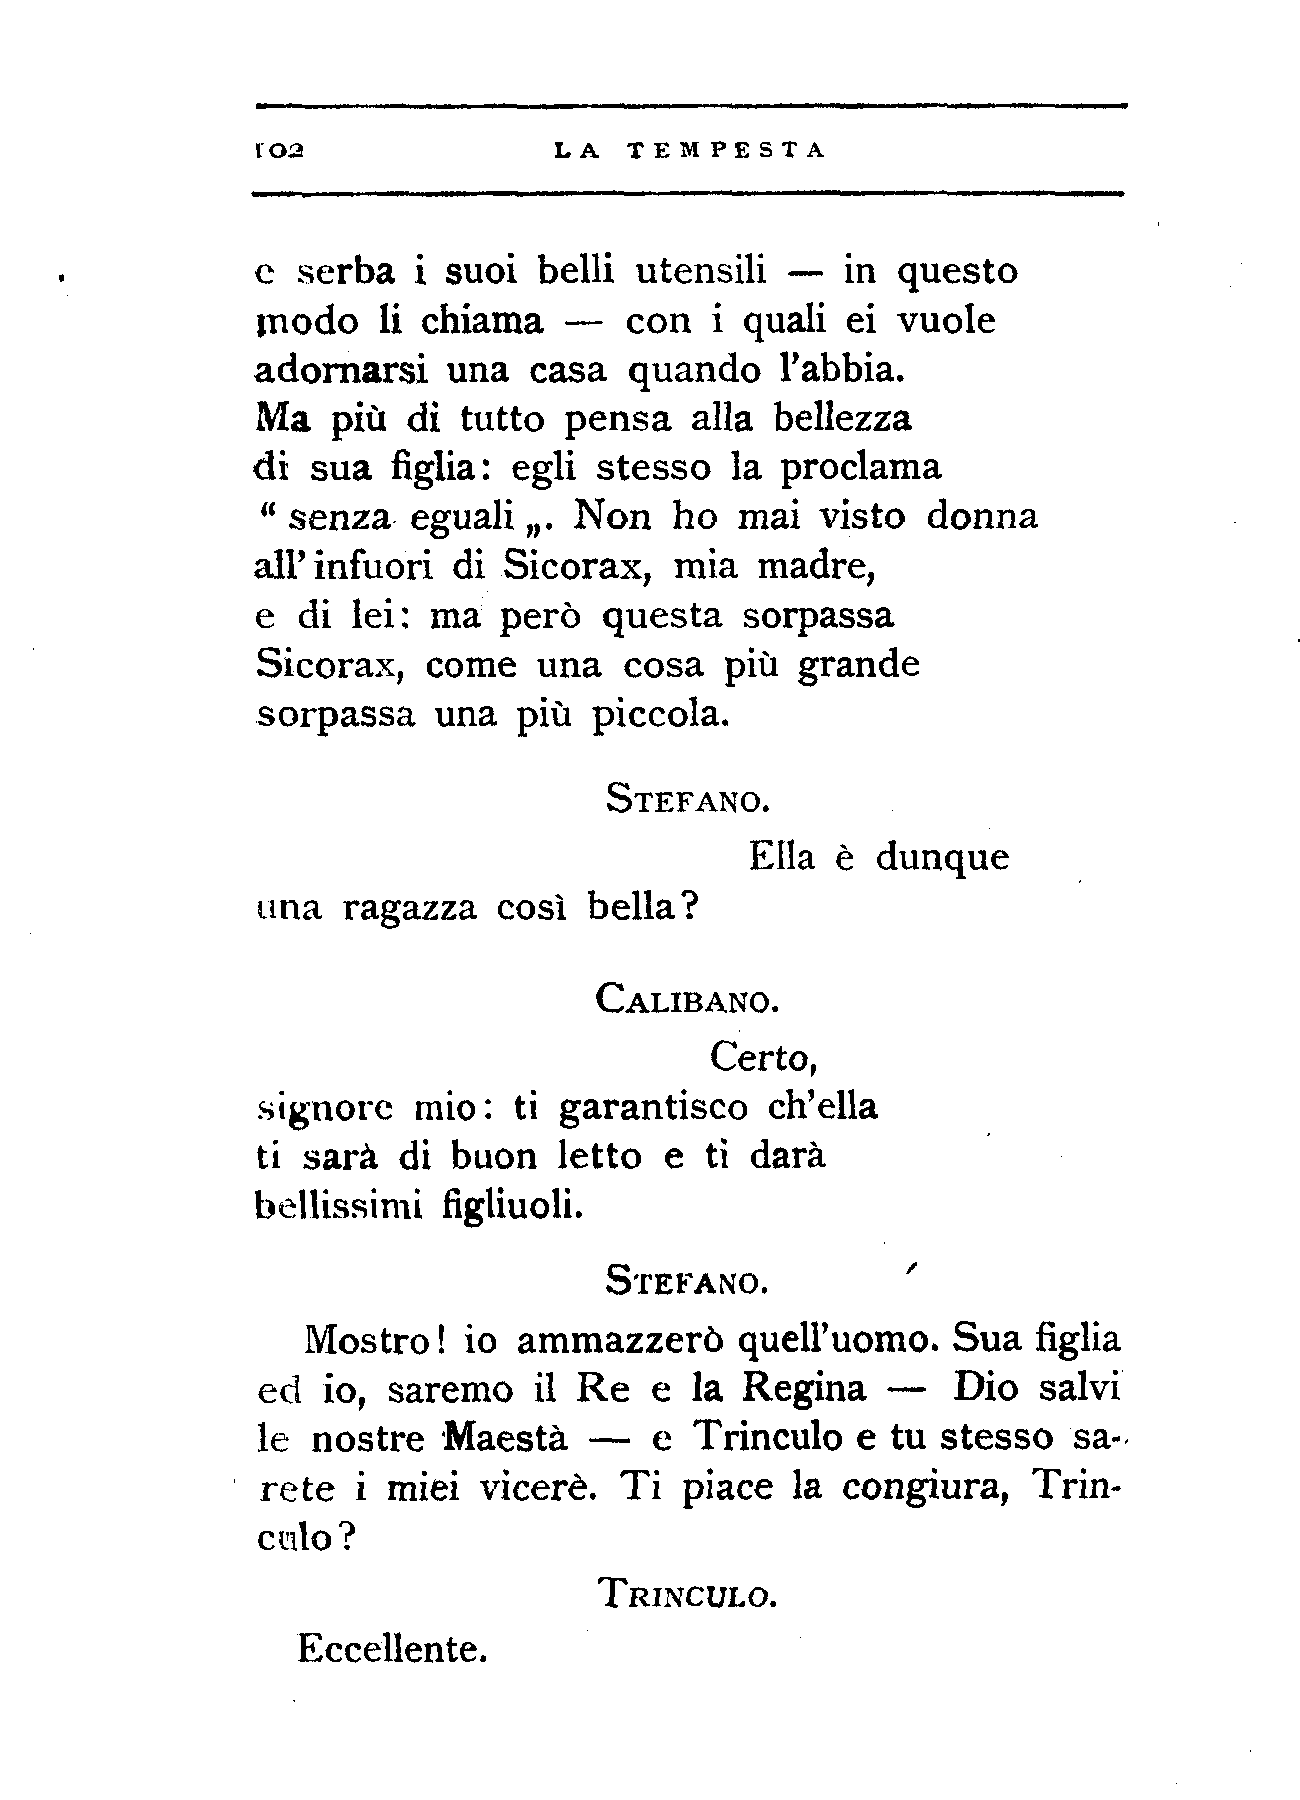 102 LA TEMPESTA
e serba i suoi belli utensili — in questo
modo li chiama — con i quali ei vuole
adornarsi una casa quando l'abbia.
Ma più di tutto pensa alla bellezza
di sua figlia: egli stesso la proclama
“ senza eguali „. Non ho mai visto donna
all' infuori di Sicorax, mia madre,
e di lei: ma però questa sorpassa
Sicorax, come una cosa più grande
sorpassa una più piccola.
STEFANO.
Ella è dunque
una ragazza così bella?
CALIBANO.
Certo,
signore mio: ti garantisco ch'ella
ti sarà di buon letto e ti darà
bellissimi figliuoli.
STEFANO.
Mostro! io ammazzerò quell'uomo. Sua figlia
ed io, saremo il Re e la Regina — Dio salvi
le nostre Maestà — e Trinculo e tu stesso sa-
rete i miei vicerè. Ti piace la congiura, Trin-
culo?
TRINCULO.
Eccellente.